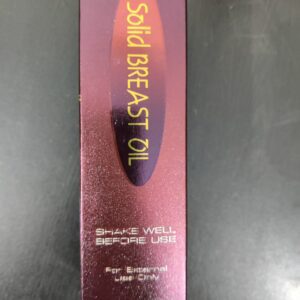 Solid BREAST OIL
SHAKE WELL
BEFORE USE
For External
Use Only